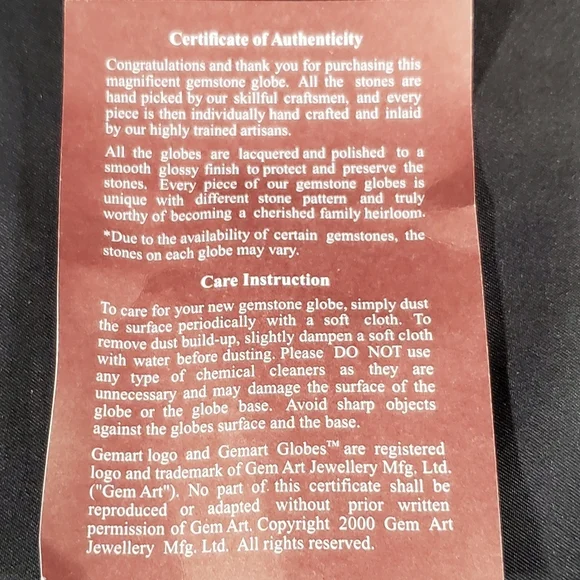 Certificate of Authenticity
Congratulations and thank you for purchasing this
magnificent gemstone globe. All the stones are
hand picked by our skillful craftsmen, and every
piece is then individually hand crafted and inlaid
by our highly trained artisans.
All the globes are lacquered and polished to a
smooth glossy finish to protect and preserve the
stones. Every piece of our gemstone globes is
unique with different stone pattern and truly
worthy of becoming a cherished family heirloom.
*Due to the availability of certain gemstones, the
stones on each globe may vary.
Care Instruction
To care for your new gemstone globe, simply dust
the surface periodically with a soft cloth. To
remove dust build-up, slightly dampen a soft cloth
with water before dusting. Please DO NOT use
any type of chemical cleaners as they are
unnecessary and may damage the surface of the
globe or the globe base. Avoid sharp objects
against the globes surface and the base.
Gemart logo and Gemart Globes™ are registered
logo and trademark of Gem Art Jewellery Mfg. Ltd.
("Gem Art"). No part of this certificate shall be
reproduced or adapted without prior written
permission of Gem Art. Copyright 2000 Gem Art
Jewellery Mfg. Ltd. All rights reserved.